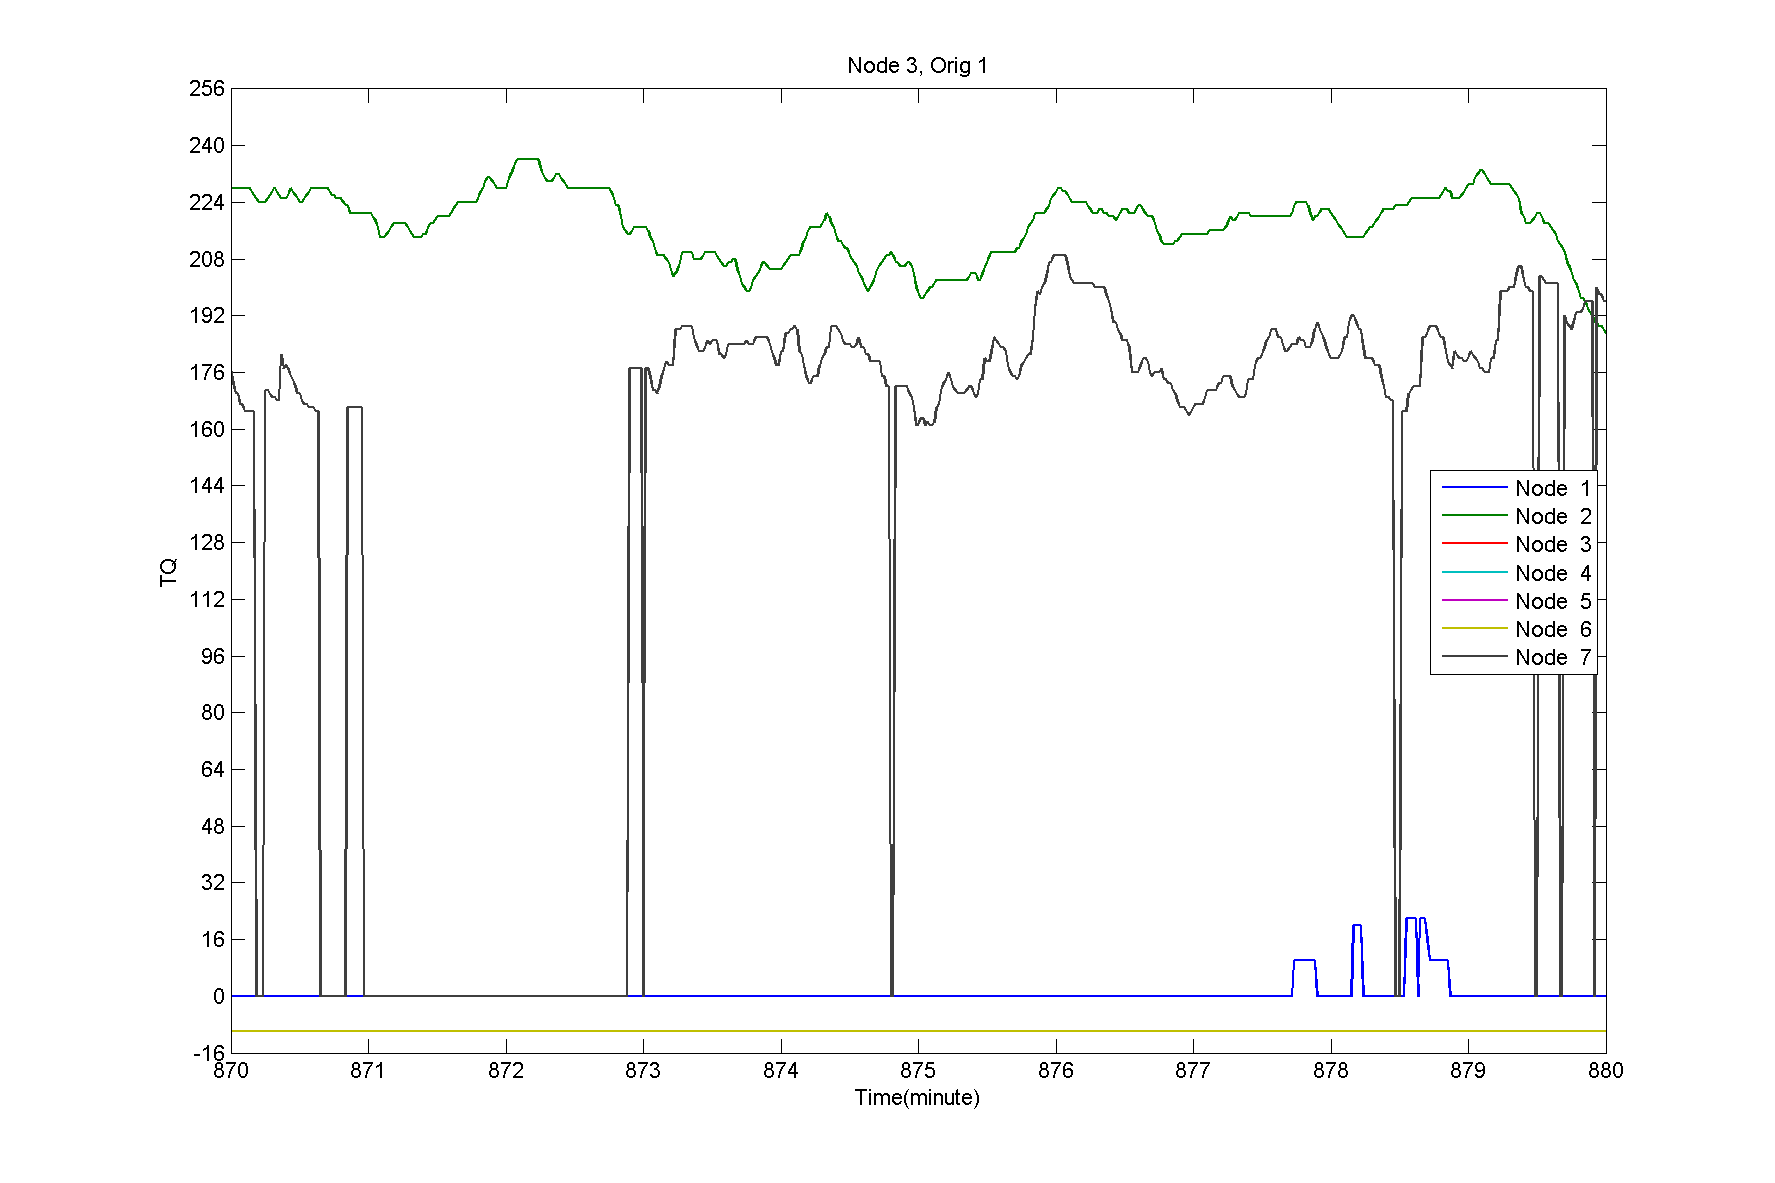 Node 3, Orig 1
256
240
224
208
192
176
160
144
128
112
96
80
64
48
32
16
0
-16
TQ
Node 1
Node 2
Node 3
Node 4
Node 5
Node 6
Node 7
870 871 872 873 874 875 876 877 878 879 880
Time(minute)